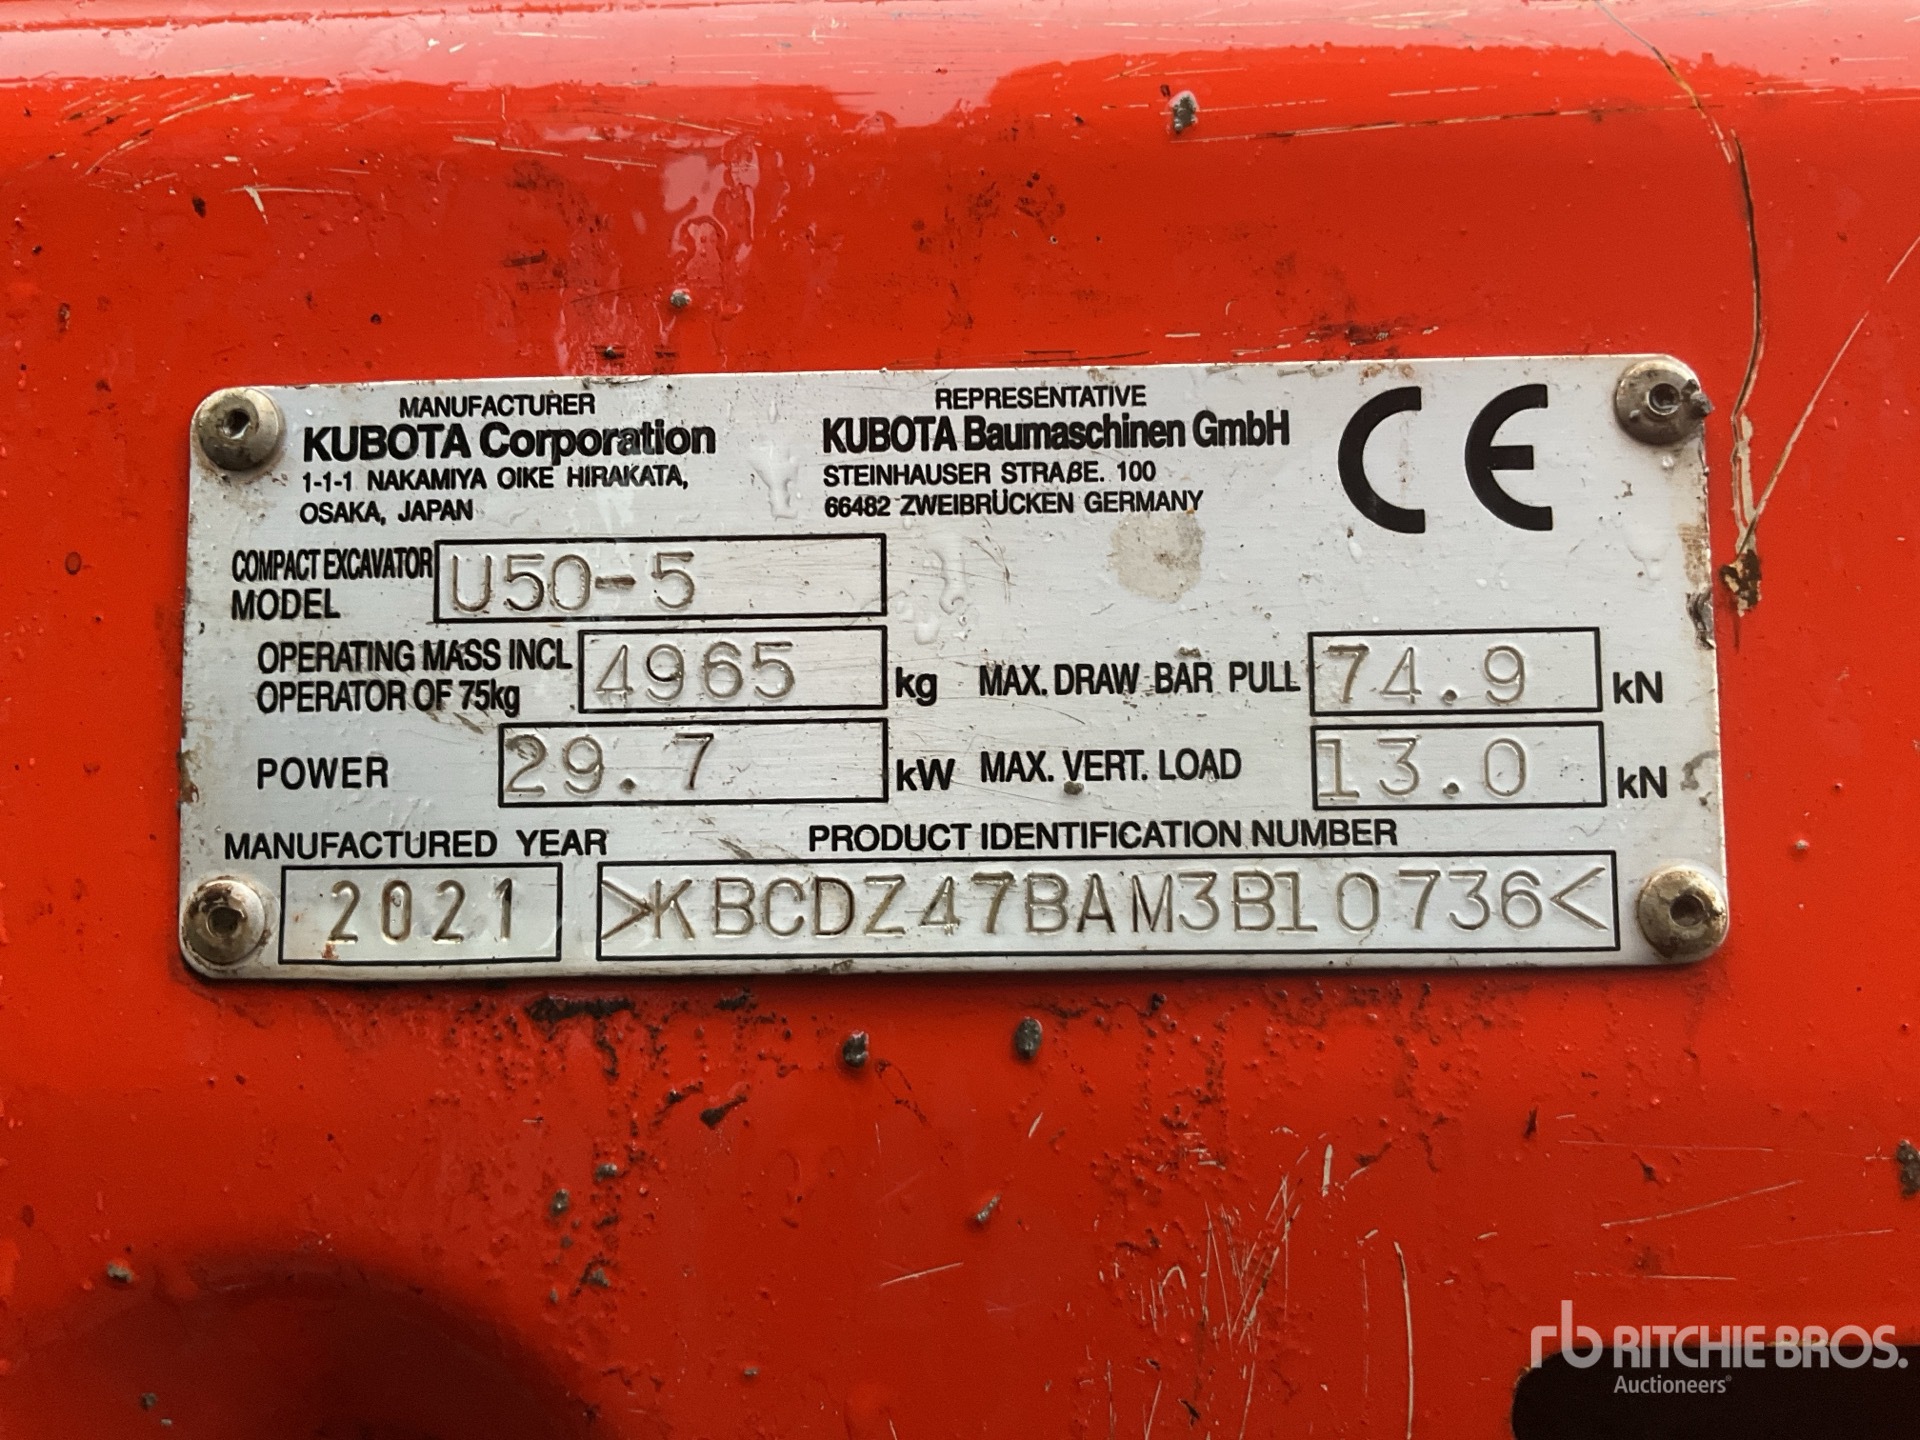 MANUFACTURER
KUBOTA Corporation
1-1-1 NAKAMIYA OIKE HIRAKATA,
OSAKA, JAPAN
REPRESENTATIVE
KUBOTA Baumaschinen GmbH
STEINHAUSER STRAßE. 100
66482 ZWEIBRÜCKEN GERMANY
CE
COMPACT EXCAVATOR
MODEL
U50-5
OPERATING MASS INCL
OPERATOR OF 75kg
4965 kg
MAX. DRAW BAR PULL 74.9 kN
POWER 29.7 kW
MAX. VERT. LOAD 13.0 kN
MANUFACTURED YEAR
2021
PRODUCT IDENTIFICATION NUMBER
>KBCDZ47BAM3B10736<
rb RITCHIE BROS.
Auctioneers®